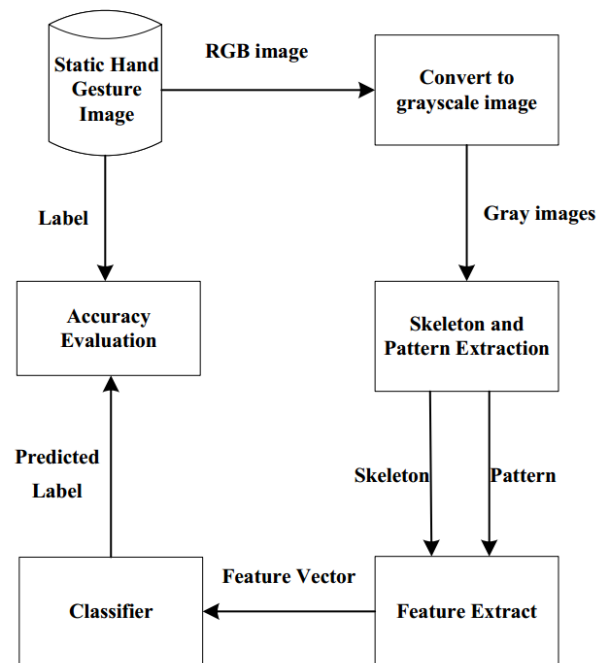 Static Hand
Gesture
Image
RGB image
Convert to
grayscale image
Label
Gray images
Accuracy
Evaluation
Skeleton and
Pattern Extraction
Predicted
Label
Skeleton
Pattern
Classifier
Feature Vector
Feature Extract